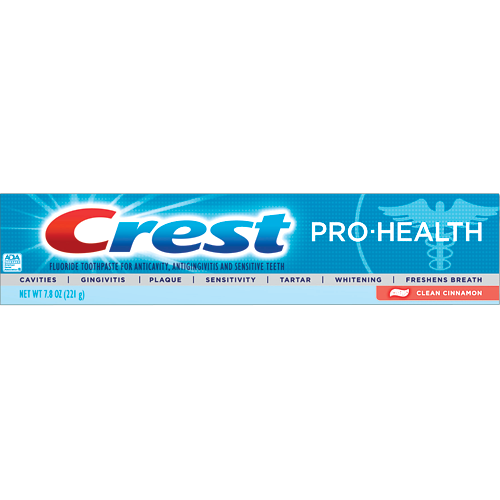 Crest
PRO·HEALTH
ADA
FLUORIDE TOOTHPASTE FOR ANTICAVITY, ANTIGINGIVITIS AND SENSITIVE TEETH
CAVITIES | GINGIVITIS | PLAQUE | SENSITIVITY | TARTAR | WHITENING | FRESHENS BREATH
NET WT 7.8 OZ (221 g)
CLEAN CINNAMON